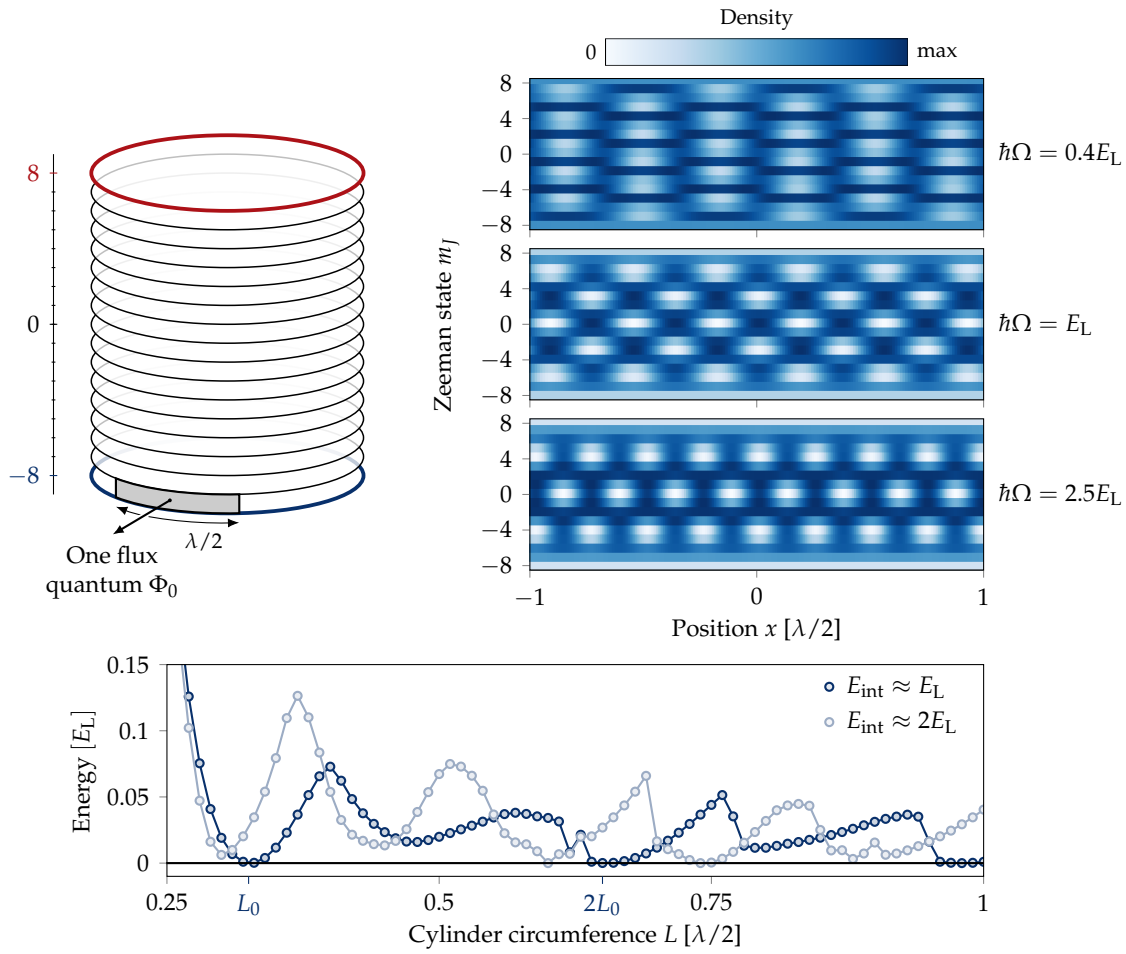 Density
0
max
8
0
−8
λ/2
One flux
quantum Φ₀
Zeeman state m_J
8
4
0
−4
−8
ħΩ = 0.4E_L
8
4
0
−4
−8
ħΩ = E_L
8
4
0
−4
−8
ħΩ = 2.5E_L
−1
0
1
Position x [λ/2]
Energy [E_L]
0.15
0.1
0.05
0
E_int ≈ E_L
E_int ≈ 2E_L
0.25
L₀
0.5
2L₀
0.75
1
Cylinder circumference L [λ/2]